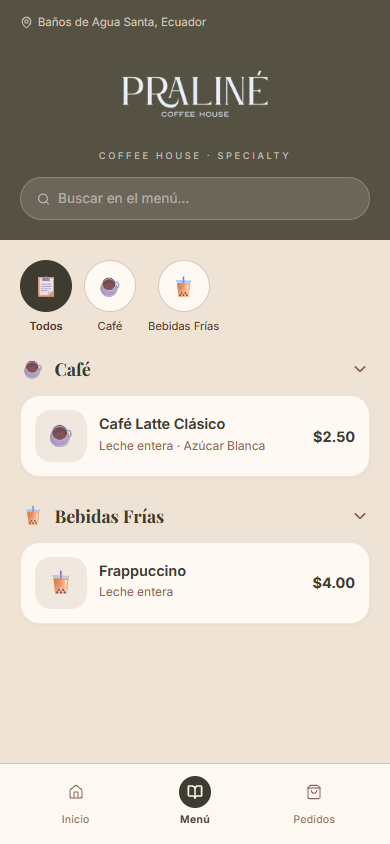 Baños de Agua Santa, Ecuador
PRALINÉ
COFFEE HOUSE
COFFEE HOUSE · SPECIALTY
Buscar en el menú...
Todos
Café
Bebidas Frías
Café
Café Latte Clásico
Leche entera · Azúcar Blanca
$2.50
Bebidas Frías
Frappuccino
Leche entera
$4.00
Inicio
Menú
Pedidos